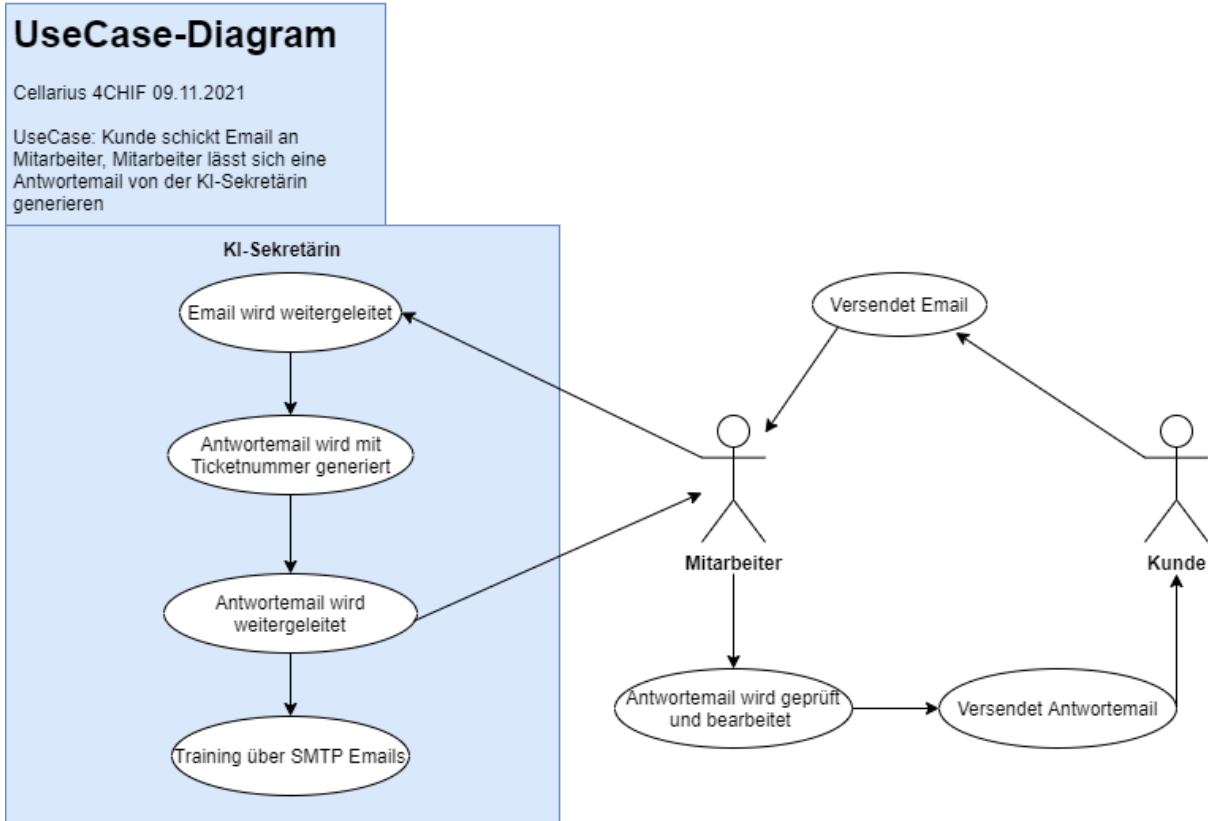 UseCase-Diagram
Cellarius 4CHIF 09.11.2021
UseCase: Kunde schickt Email an
Mitarbeiter, Mitarbeiter lässt sich eine
Antwortemail von der KI-Sekretärin
generieren
KI-Sekretärin
Email wird weitergeleitet
Versendet Email
Antwortemail wird mit
Ticketnummer generiert
Mitarbeiter
Kunde
Antwortemail wird
weitergeleitet
Antwortemail wird geprüft
und bearbeitet
Versendet Antwortemail
Training über SMTP Emails